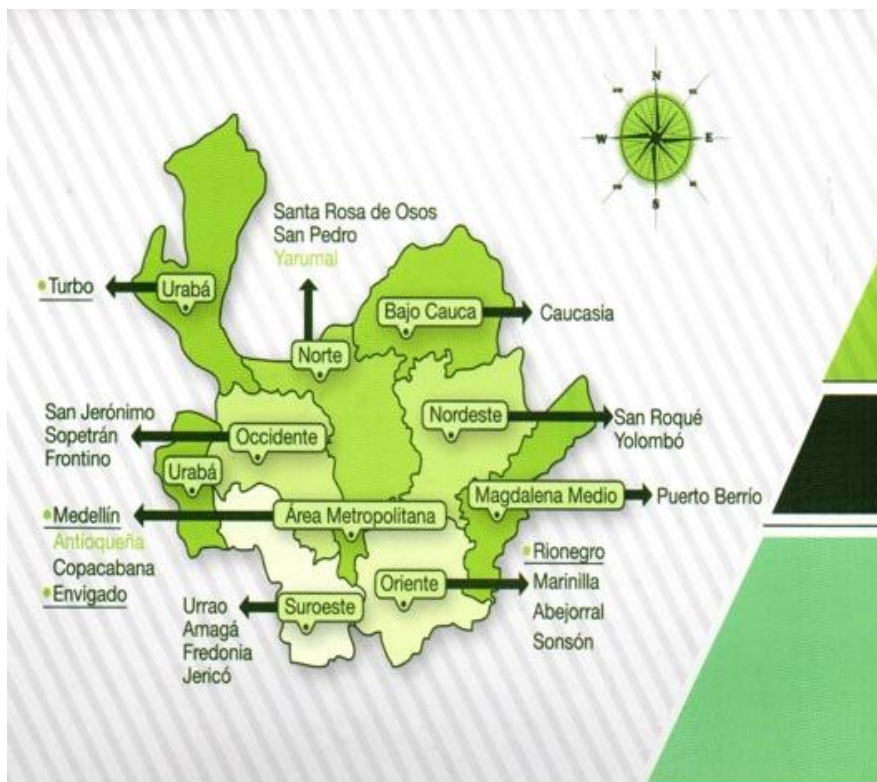 N
W
E
S
Santa Rosa de Osos
San Pedro
Yarumal
• Turbo
Urabá
Bajo Cauca
Caucasia
Norte
San Jerónimo
Sopetrán
Frontino
Occidente
Nordeste
San Roqué
Yolombó
Urabá
Magdalena Medio
Puerto Berrío
• Medellín
Antioqueña
Copacabana
• Envigado
Área Metropolitana
• Rionegro
Marinilla
Abejorral
Sonsón
Oriente
Urrao
Amagá
Fredonia
Jericó
Suroeste